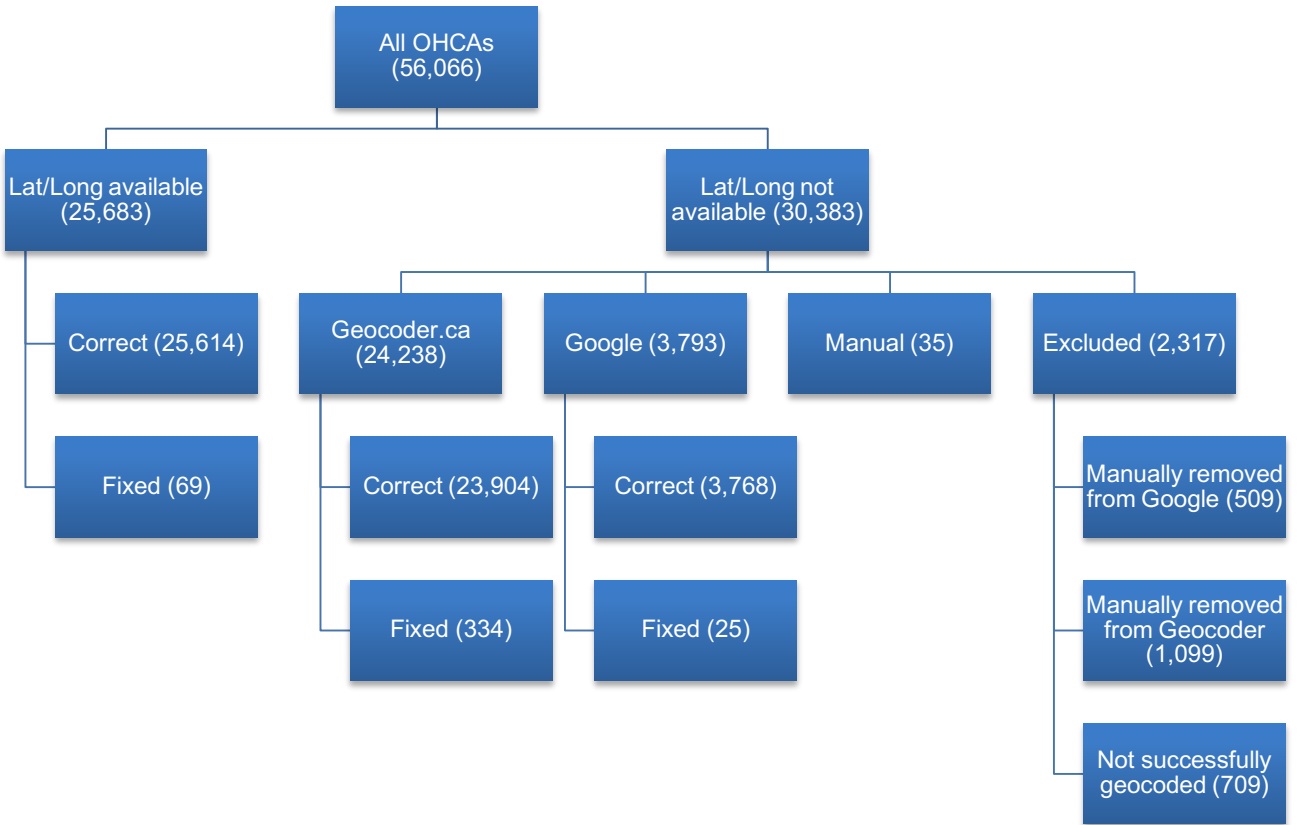 All OHCAs
(56,066)
Lat/Long available
(25,683)
Lat/Long not
available (30,383)
Correct (25,614)
Geocoder.ca
(24,238)
Google (3,793)
Manual (35)
Excluded (2,317)
Fixed (69)
Correct (23,904)
Correct (3,768)
Manually removed
from Google (509)
Fixed (334)
Fixed (25)
Manually removed
from Geocoder
(1,099)
Not successfully
geocoded (709)